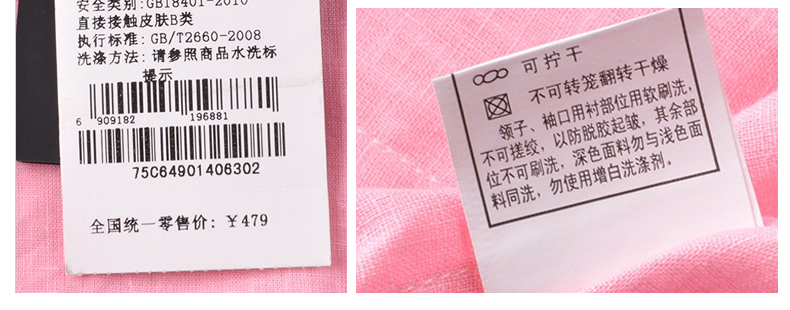 安全类别:GB18401-2010
直接接触皮肤B类
执行标准: GB/T2660-2008
洗涤方法: 请参照商品水洗标
提示
6 909182 196881
75C64901406302
全国统一零售价: ￥479
可拧干
不可转笼翻转干燥
领子、袖口用衬部位用软刷洗,
不可搓绞, 以防脱胶起皱, 其余部
位不可刷洗, 深色面料勿与浅色面
料同洗, 勿使用增白洗涤剂。